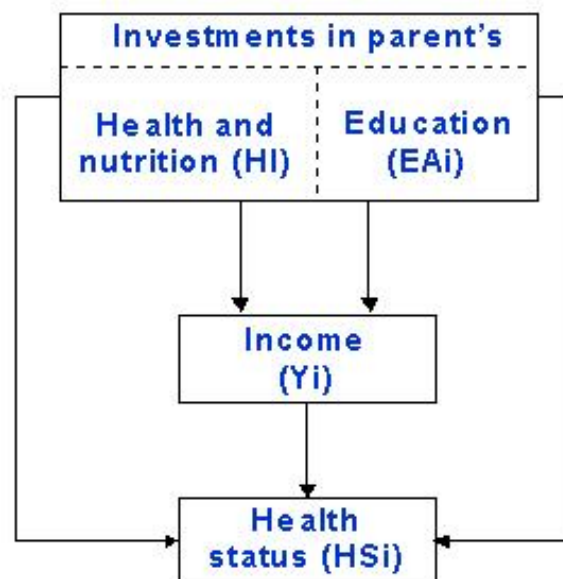 Investments in parent's
Health and
nutrition (HI)
Education
(EAi)
Income
(Yi)
Health
status (HSi)